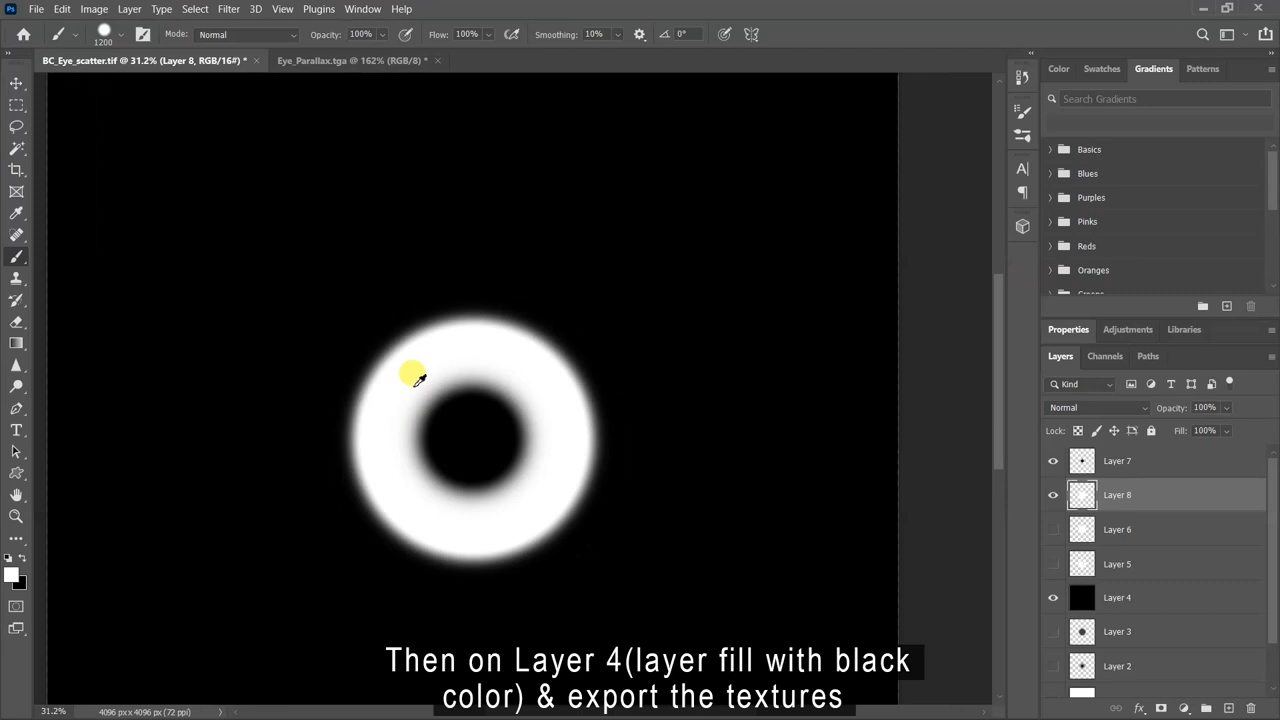 Ps File Edit Image Layer Type Select Filter 3D View Plugins Window Help
1200 Mode: Normal Opacity: 100% Flow: 100% Smoothing: 10% 0°
BC_Eye_scatter.tif @ 31.2% (Layer 8, RGB/16#) * Eye_Parallax.tga @ 162% (RGB/8) *
Color Swatches Gradients Patterns
Search Gradients
Basics
Blues
Purples
Pinks
Reds
Oranges
Properties Adjustments Libraries
Layers Channels Paths
Kind
Normal Opacity: 100%
Lock: Fill: 100%
Layer 7
Layer 8
Layer 6
Layer 5
Layer 4
Layer 3
Layer 2
Then on Layer 4(layer fill with black
color) & export the textures
31.2% 4096 px x 4096 px (72 ppi)